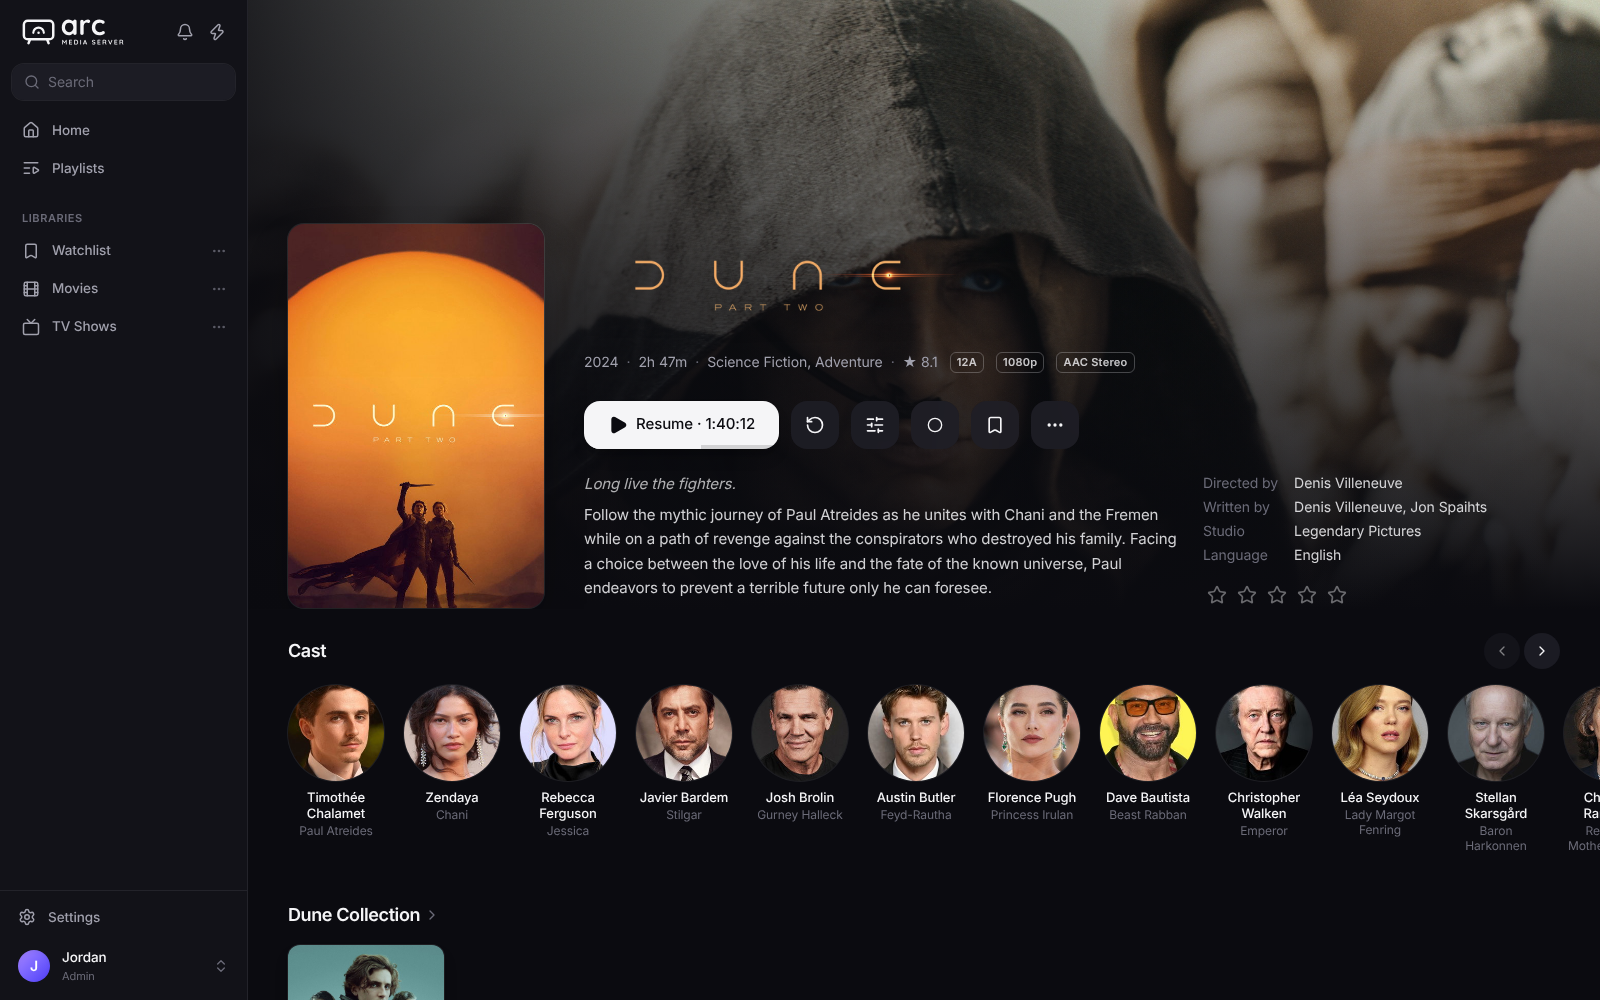 arc
MEDIA SERVER
Search
Home
Playlists
LIBRARIES
Watchlist
Movies
TV Shows
Settings
J
Jordan
Admin
DUNE
PART TWO
DUNE
PART TWO
2024 · 2h 47m · Science Fiction, Adventure · ★ 8.1 12A 1080p AAC Stereo
Resume · 1:40:12
Long live the fighters.
Follow the mythic journey of Paul Atreides as he unites with Chani and the Fremen
while on a path of revenge against the conspirators who destroyed his family. Facing
a choice between the love of his life and the fate of the known universe, Paul
endeavors to prevent a terrible future only he can foresee.
Directed by Denis Villeneuve
Written by Denis Villeneuve, Jon Spaihts
Studio Legendary Pictures
Language English
Cast
Timothée
Chalamet
Paul Atreides
Zendaya
Chani
Rebecca
Ferguson
Jessica
Javier Bardem
Stilgar
Josh Brolin
Gurney Halleck
Austin Butler
Feyd-Rautha
Florence Pugh
Princess Irulan
Dave Bautista
Beast Rabban
Christopher
Walken
Emperor
Léa Seydoux
Lady Margot
Fenring
Stellan
Skarsgård
Baron
Harkonnen
Dune Collection